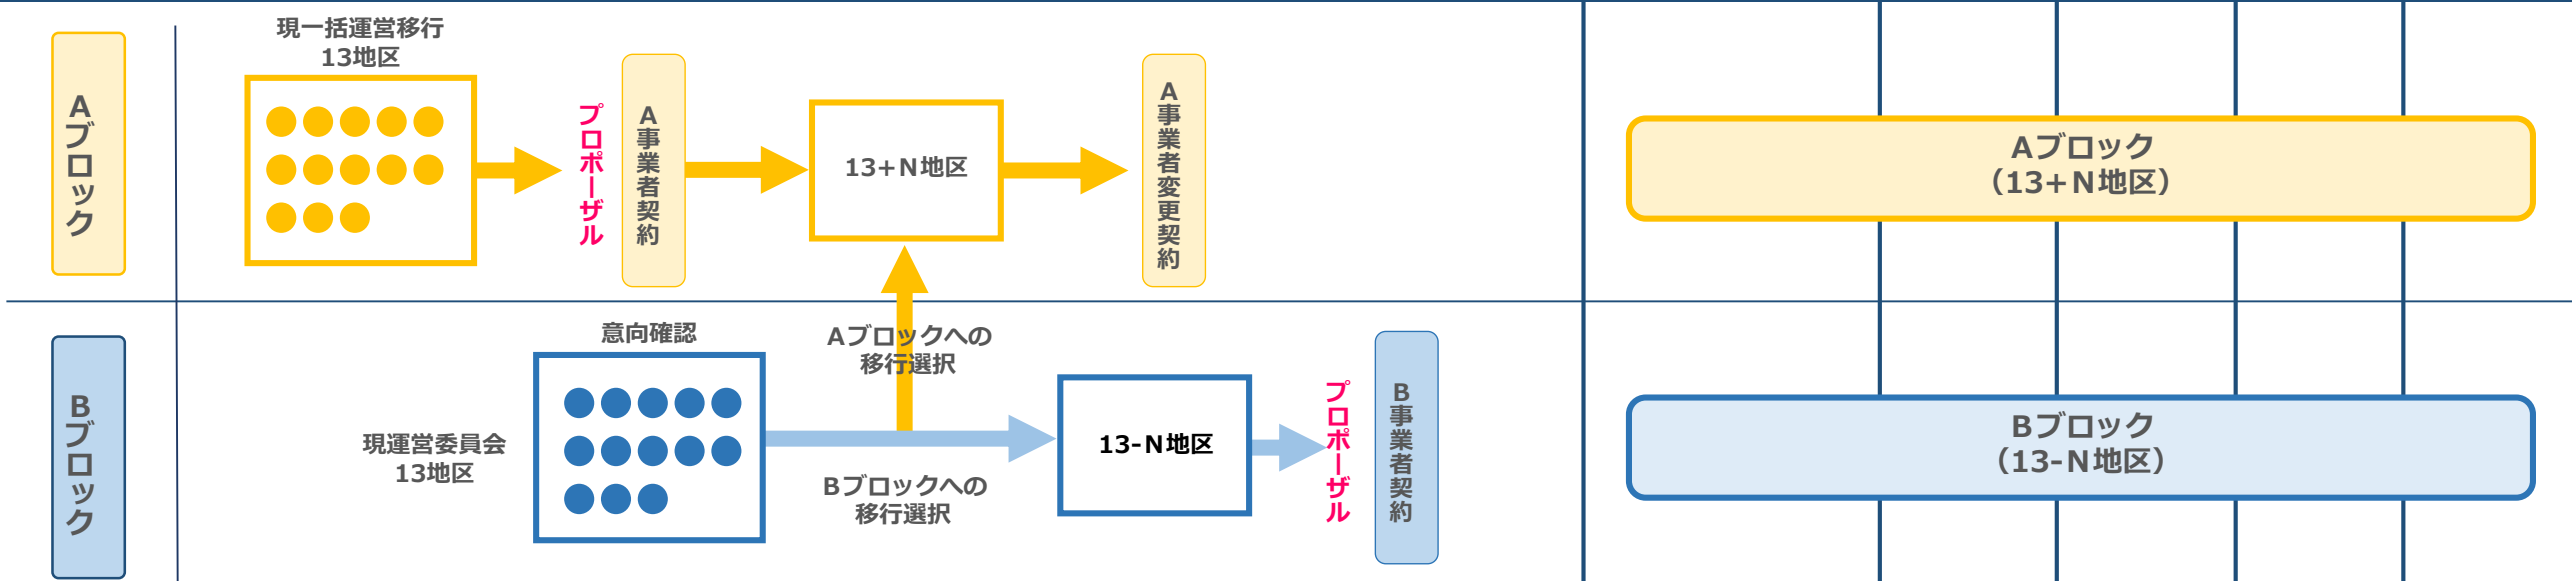 Aブロック
現一括運営移行
13地区
プロポーザル
A事業者契約
13+N地区
A事業者変更契約
Aブロック
(13+N地区)
Bブロック
意向確認
現運営委員会
13地区
Aブロックへの
移行選択
Bブロックへの
移行選択
13-N地区
プロポーザル
B事業者契約
Bブロック
(13-N地区)